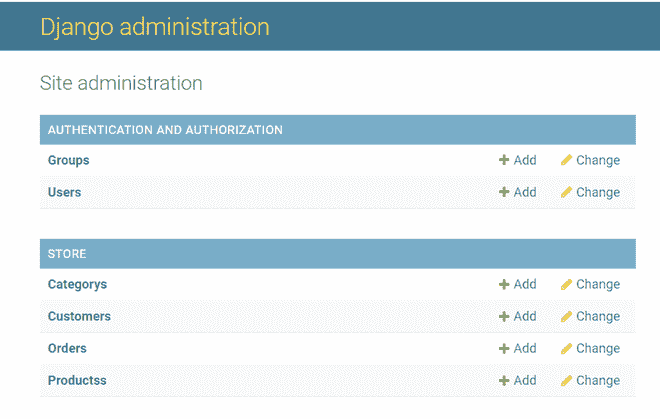 Django administration
Site administration
AUTHENTICATION AND AUTHORIZATION
Groups Add Change
Users Add Change
STORE
Categorys Add Change
Customers Add Change
Orders Add Change
Productss Add Change